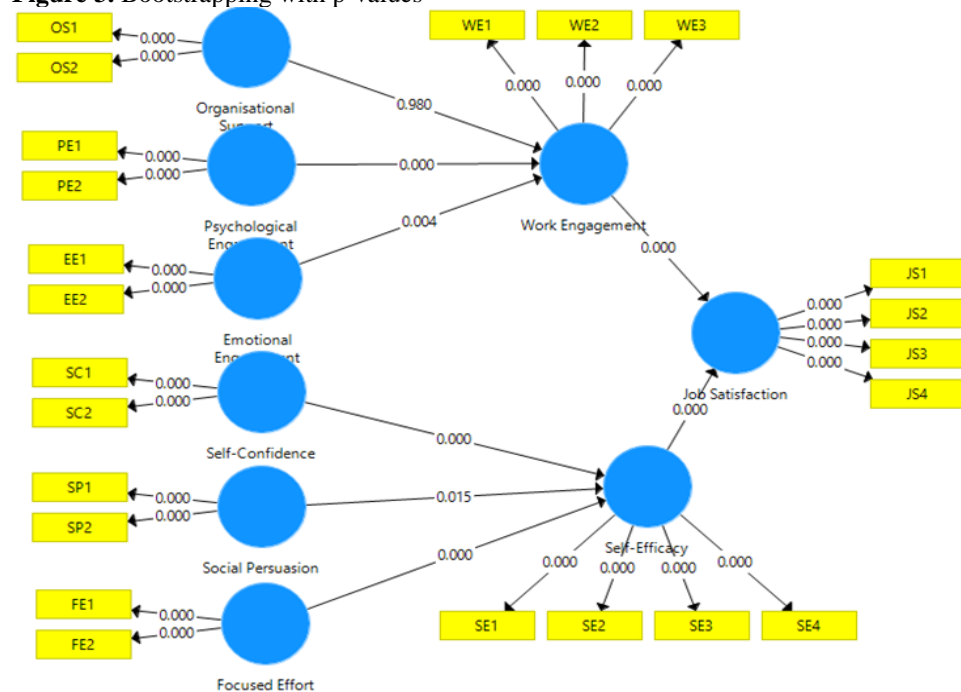 Figure 3. Bootstrapping with p-values
OS1
0.000
OS2
0.000
Organisational
Support
PE1
0.000
PE2
0.000
Psychological
EE1
0.000
EE2
0.000
Emotional
SC1
0.000
SC2
0.000
Self-Confidence
SP1
0.000
SP2
0.000
Social Persuasion
FE1
0.000
FE2
0.000
Focused Effort
0.980
0.000
0.004
0.000
0.015
0.000
WE1
WE2
WE3
0.000
0.000
0.000
Work Engagement
0.000
Job Satisfaction
0.000
0.000
0.000
0.000
0.000
JS1
JS2
JS3
JS4
Self-Efficacy
0.000
0.000
0.000
0.000
SE1
SE2
SE3
SE4